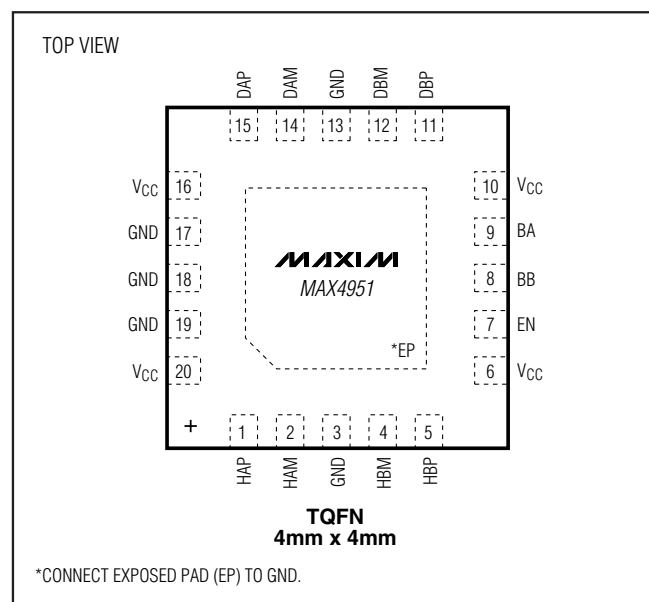 TOP VIEW
DAP DAM GND DBM DBP
15 14 13 12 11
VCC 16 10 VCC
GND 17 9 BA
GND 18 8 BB
GND 19 7 EN
VCC 20 6 VCC
MAXIM
MAX4951
*EP
+ 1 2 3 4 5
HAP HAM GND HBM HBP
TQFN
4mm x 4mm
*CONNECT EXPOSED PAD (EP) TO GND.